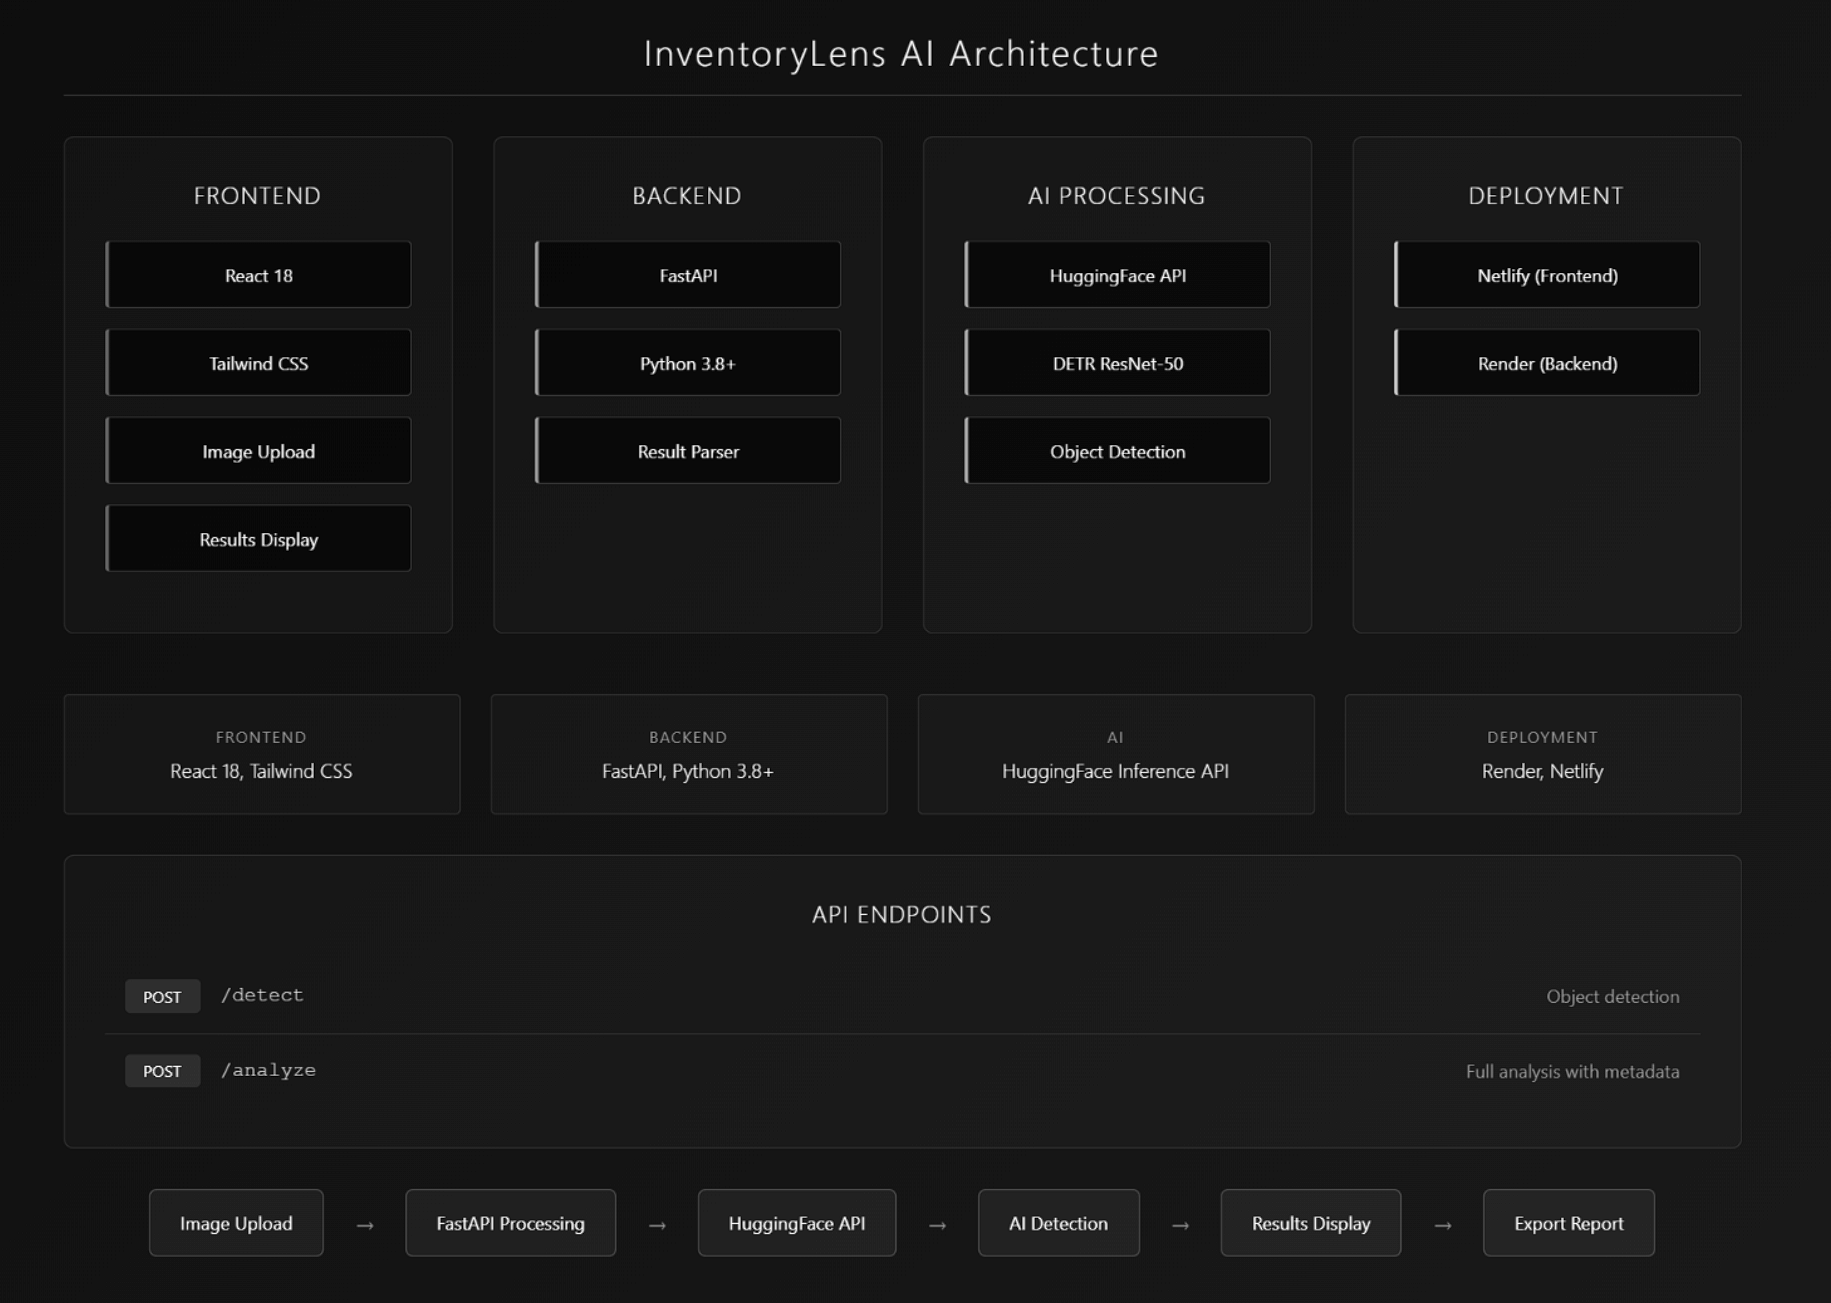 InventoryLens AI Architecture
FRONTEND
React 18
Tailwind CSS
Image Upload
Results Display
BACKEND
FastAPI
Python 3.8+
Result Parser
AI PROCESSING
HuggingFace API
DETR ResNet-50
Object Detection
DEPLOYMENT
Netlify (Frontend)
Render (Backend)
FRONTEND
React 18, Tailwind CSS
BACKEND
FastAPI, Python 3.8+
AI
HuggingFace Inference API
DEPLOYMENT
Render, Netlify
API ENDPOINTS
POST /detect Object detection
POST /analyze Full analysis with metadata
Image Upload → FastAPI Processing → HuggingFace API → AI Detection → Results Display → Export Report